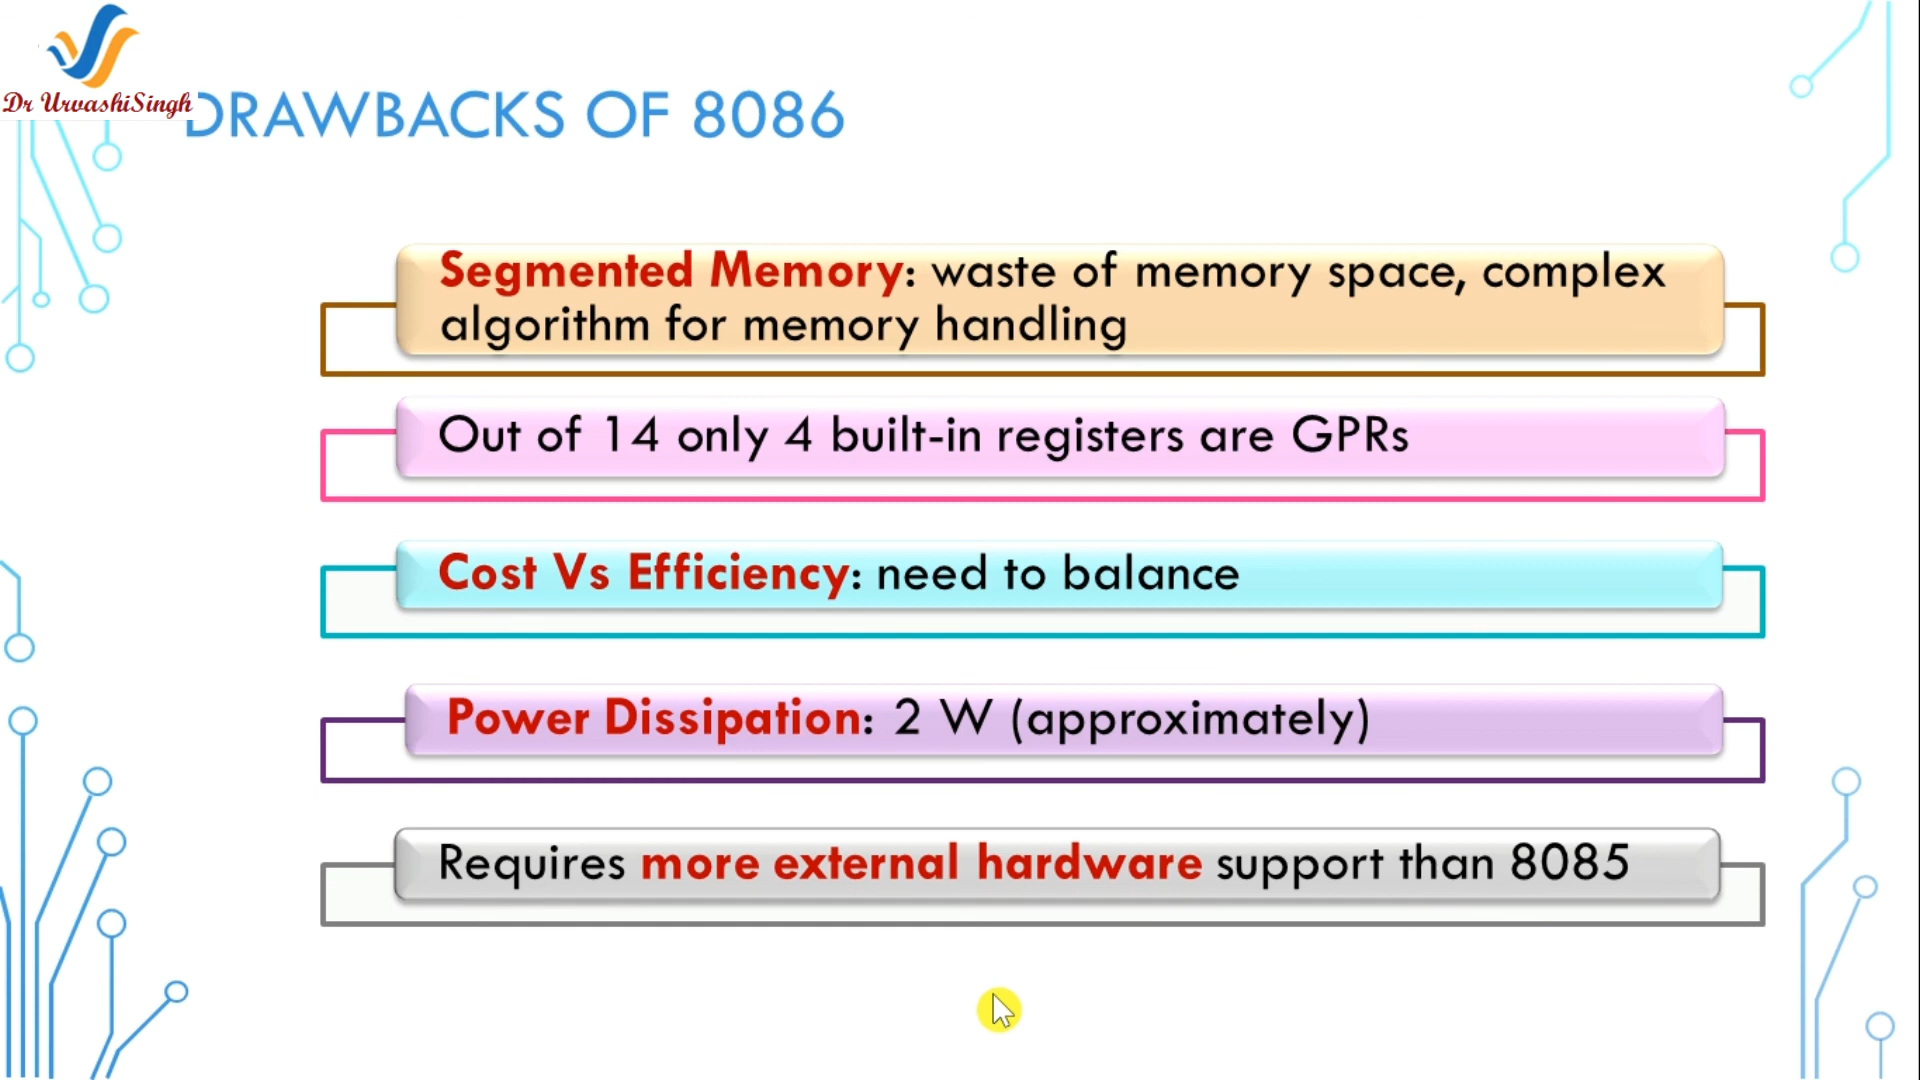 Dr UrvashiSingh
DRAWBACKS OF 8086
Segmented Memory: waste of memory space, complex
algorithm for memory handling
Out of 14 only 4 built-in registers are GPRs
Cost Vs Efficiency: need to balance
Power Dissipation: 2 W (approximately)
Requires more external hardware support than 8085